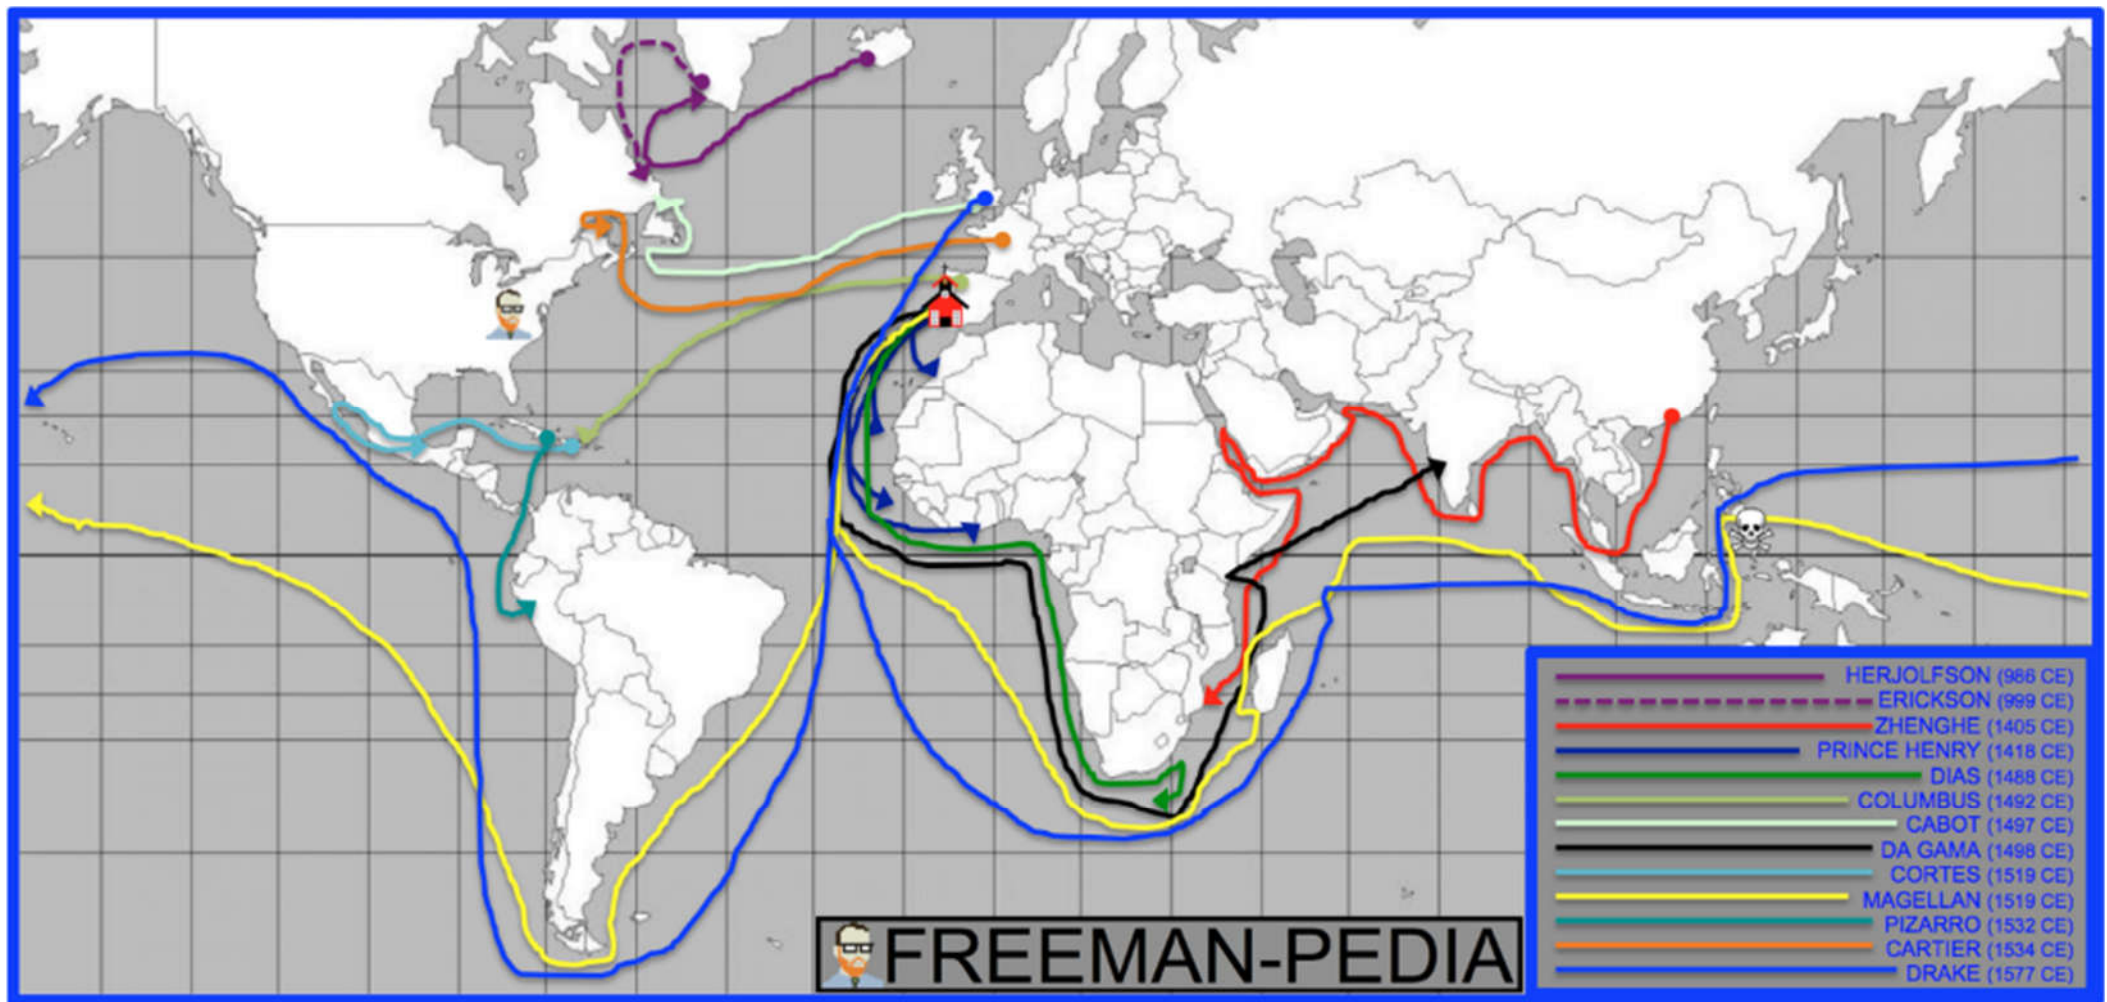 HERJOLFSON (986 CE)
ERICKSON (999 CE)
ZHENGHE (1405 CE)
PRINCE HENRY (1418 CE)
DIAS (1488 CE)
COLUMBUS (1492 CE)
CABOT (1497 CE)
DA GAMA (1498 CE)
CORTES (1519 CE)
MAGELLAN (1519 CE)
PIZARRO (1532 CE)
CARTIER (1534 CE)
DRAKE (1577 CE)
FREEMAN-PEDIA